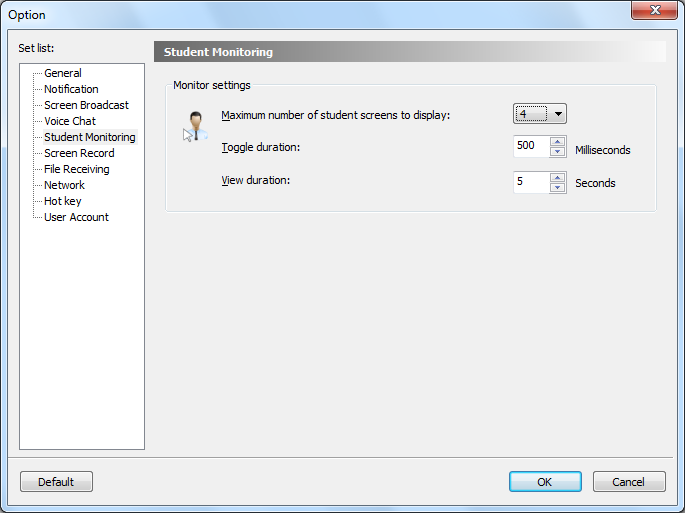 Option
Set list:
General
Notification
Screen Broadcast
Voice Chat
Student Monitoring
Screen Record
File Receiving
Network
Hot key
User Account
Student Monitoring
Monitor settings
Maximum number of student screens to display: 4
Toggle duration: 500 Milliseconds
View duration: 5 Seconds
Default OK Cancel